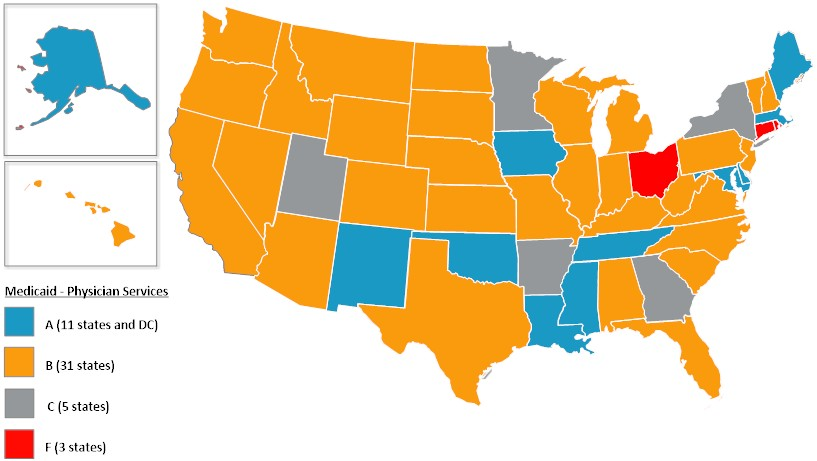 Medicaid - Physician Services
A (11 states and DC)
B (31 states)
C (5 states)
F (3 states)